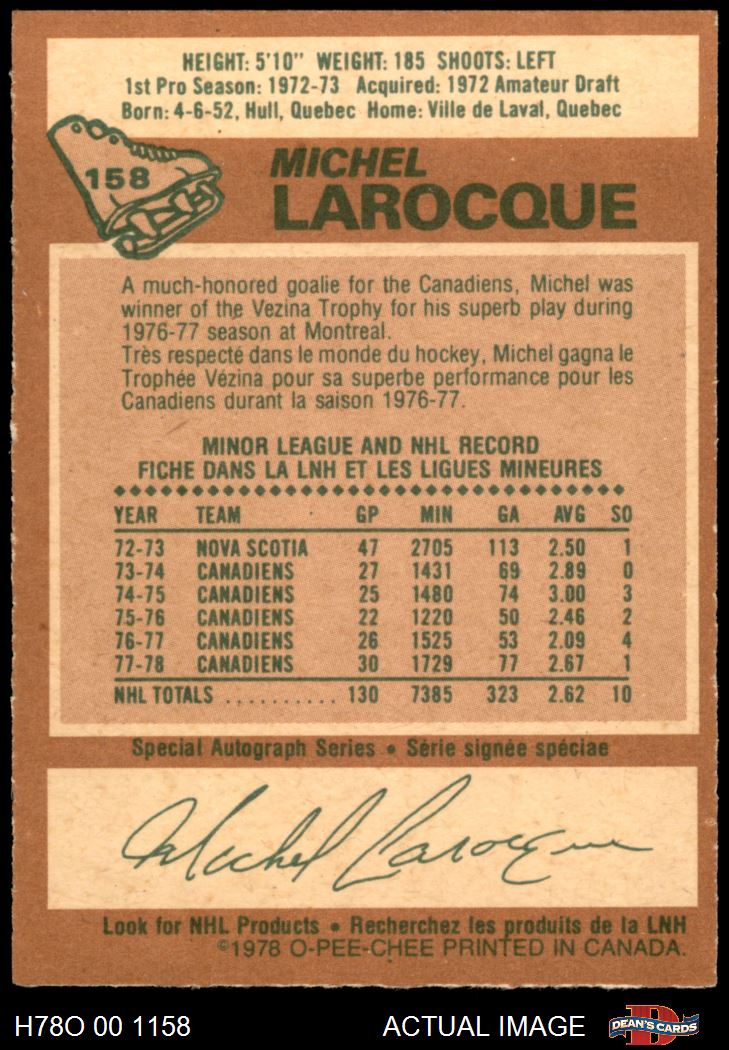 HEIGHT: 5'10" WEIGHT: 185 SHOOTS: LEFT
1st Pro Season: 1972-73 Acquired: 1972 Amateur Draft
Born: 4-6-52, Hull, Quebec Home: Ville de Laval, Quebec
158
MICHEL
LAROCQUE
A much-honored goalie for the Canadiens, Michel was
winner of the Vezina Trophy for his superb play during
1976-77 season at Montreal.
Très respecté dans le monde du hockey, Michel gagna le
Trophée Vézina pour sa superbe performance pour les
Canadiens durant la saison 1976-77.
MINOR LEAGUE AND NHL RECORD
FICHE DANS LA LNH ET LES LIGUES MINEURES
YEAR TEAM GP MIN GA AVG SO
72-73 NOVA SCOTIA 47 2705 113 2.50 1
73-74 CANADIENS 27 1431 69 2.89 0
74-75 CANADIENS 25 1480 74 3.00 3
75-76 CANADIENS 22 1220 50 2.46 2
76-77 CANADIENS 26 1525 53 2.09 4
77-78 CANADIENS 30 1729 77 2.67 1
NHL TOTALS .......... 130 7385 323 2.62 10
Special Autograph Series • Série signée spéciae
Michel Larocque
Look for NHL Products • Recherchez les produits de la LNH
©1978 O-PEE-CHEE PRINTED IN CANADA.
H78O 00 1158 ACTUAL IMAGE D DEAN'S CARDS